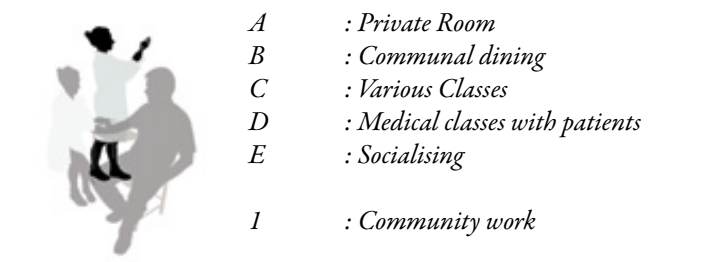 A : Private Room
B : Communal dining
C : Various Classes
D : Medical classes with patients
E : Socialising
1 : Community work